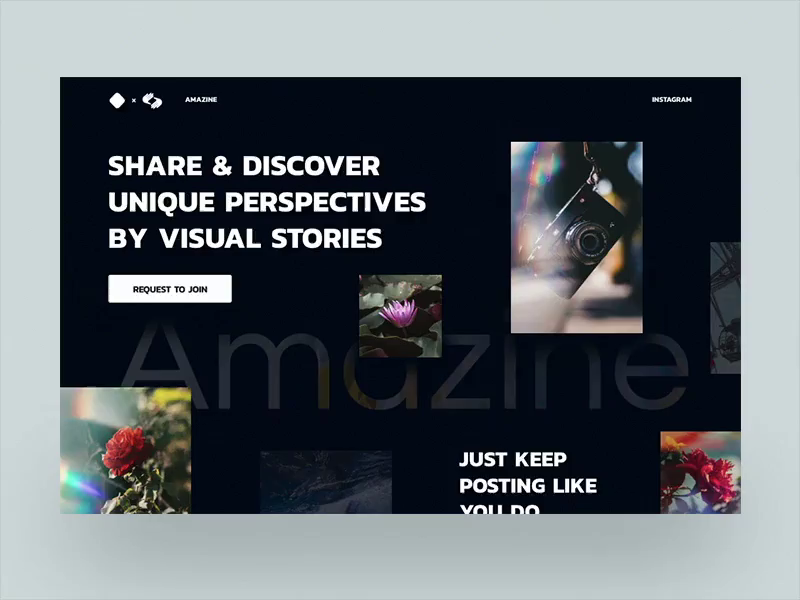 ×
AMAZINE
INSTAGRAM
SHARE & DISCOVER
UNIQUE PERSPECTIVES
BY VISUAL STORIES
REQUEST TO JOIN
Amazine
JUST KEEP
POSTING LIKE
YOU DO